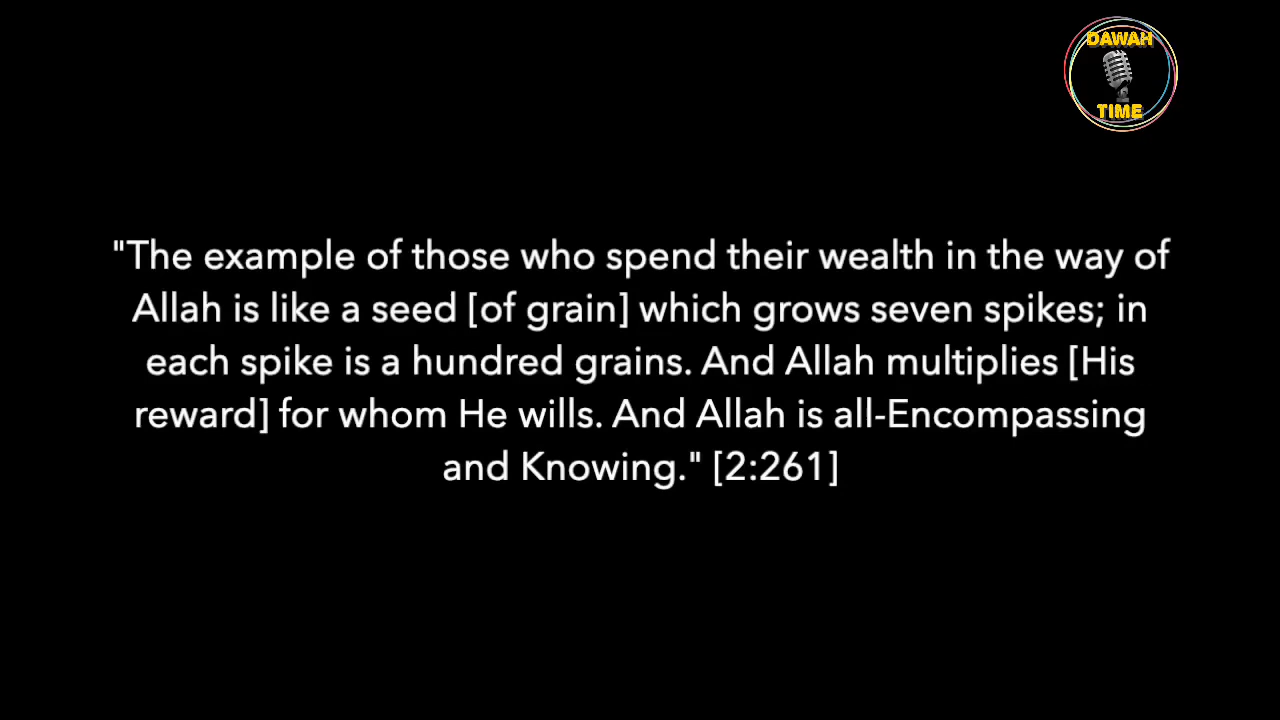 DAWAH
TIME
"The example of those who spend their wealth in the way of
Allah is like a seed [of grain] which grows seven spikes; in
each spike is a hundred grains. And Allah multiplies [His
reward] for whom He wills. And Allah is all-Encompassing
and Knowing." [2:261]